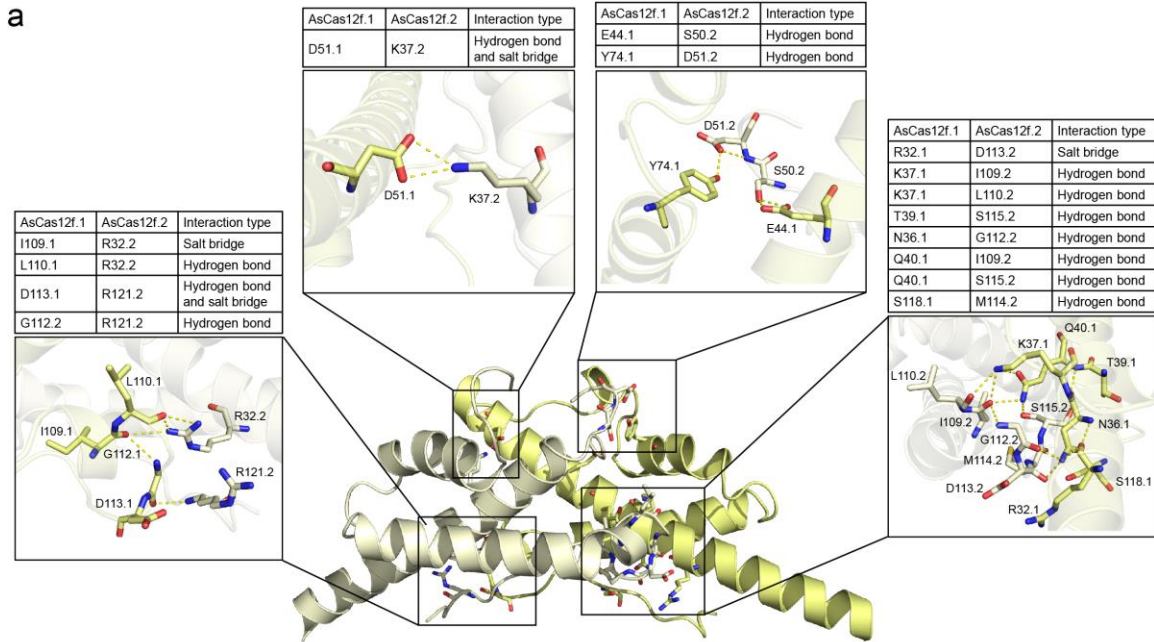 a
AsCas12f.1 AsCas12f.2 Interaction type
D51.1 K37.2 Hydrogen bond and salt bridge
D51.1
K37.2
AsCas12f.1 AsCas12f.2 Interaction type
E44.1 S50.2 Hydrogen bond
Y74.1 D51.2 Hydrogen bond
D51.2
Y74.1
S50.2
E44.1
AsCas12f.1 AsCas12f.2 Interaction type
I109.1 R32.2 Salt bridge
L110.1 R32.2 Hydrogen bond
D113.1 R121.2 Hydrogen bond and salt bridge
G112.2 R121.2 Hydrogen bond
L110.1
R32.2
I109.1
G112.1
R121.2
D113.1
AsCas12f.1 AsCas12f.2 Interaction type
R32.1 D113.2 Salt bridge
K37.1 I109.2 Hydrogen bond
K37.1 L110.2 Hydrogen bond
T39.1 S115.2 Hydrogen bond
N36.1 G112.2 Hydrogen bond
Q40.1 I109.2 Hydrogen bond
Q40.1 S115.2 Hydrogen bond
S118.1 M114.2 Hydrogen bond
Q40.1
K37.1
T39.1
L110.2
S115.2
I109.2
N36.1
G112.2
M114.2
S118.1
D113.2
R32.1